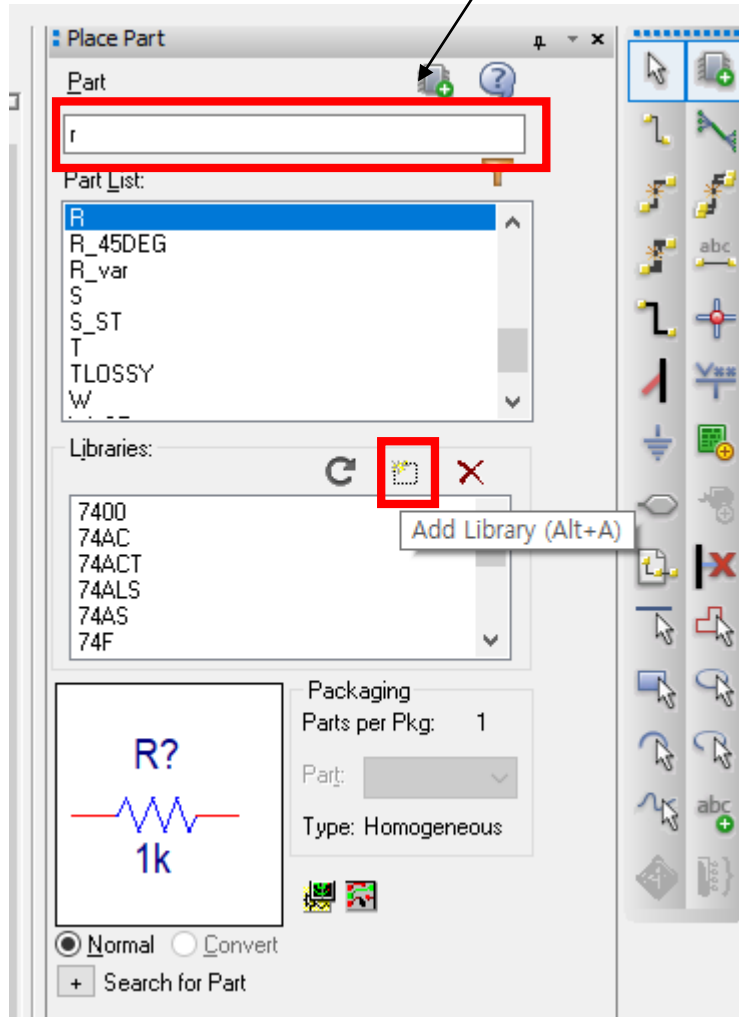 Place Part
Part
r
Part List:
R
R_45DEG
R_var
S
S_ST
T
TLOSSY
W
Libraries:
Add Library (Alt+A)
7400
74AC
74ACT
74ALS
74AS
74F
R?
1k
Packaging
Parts per Pkg: 1
Part:
Type: Homogeneous
Normal Convert
+ Search for Part
abc
abc